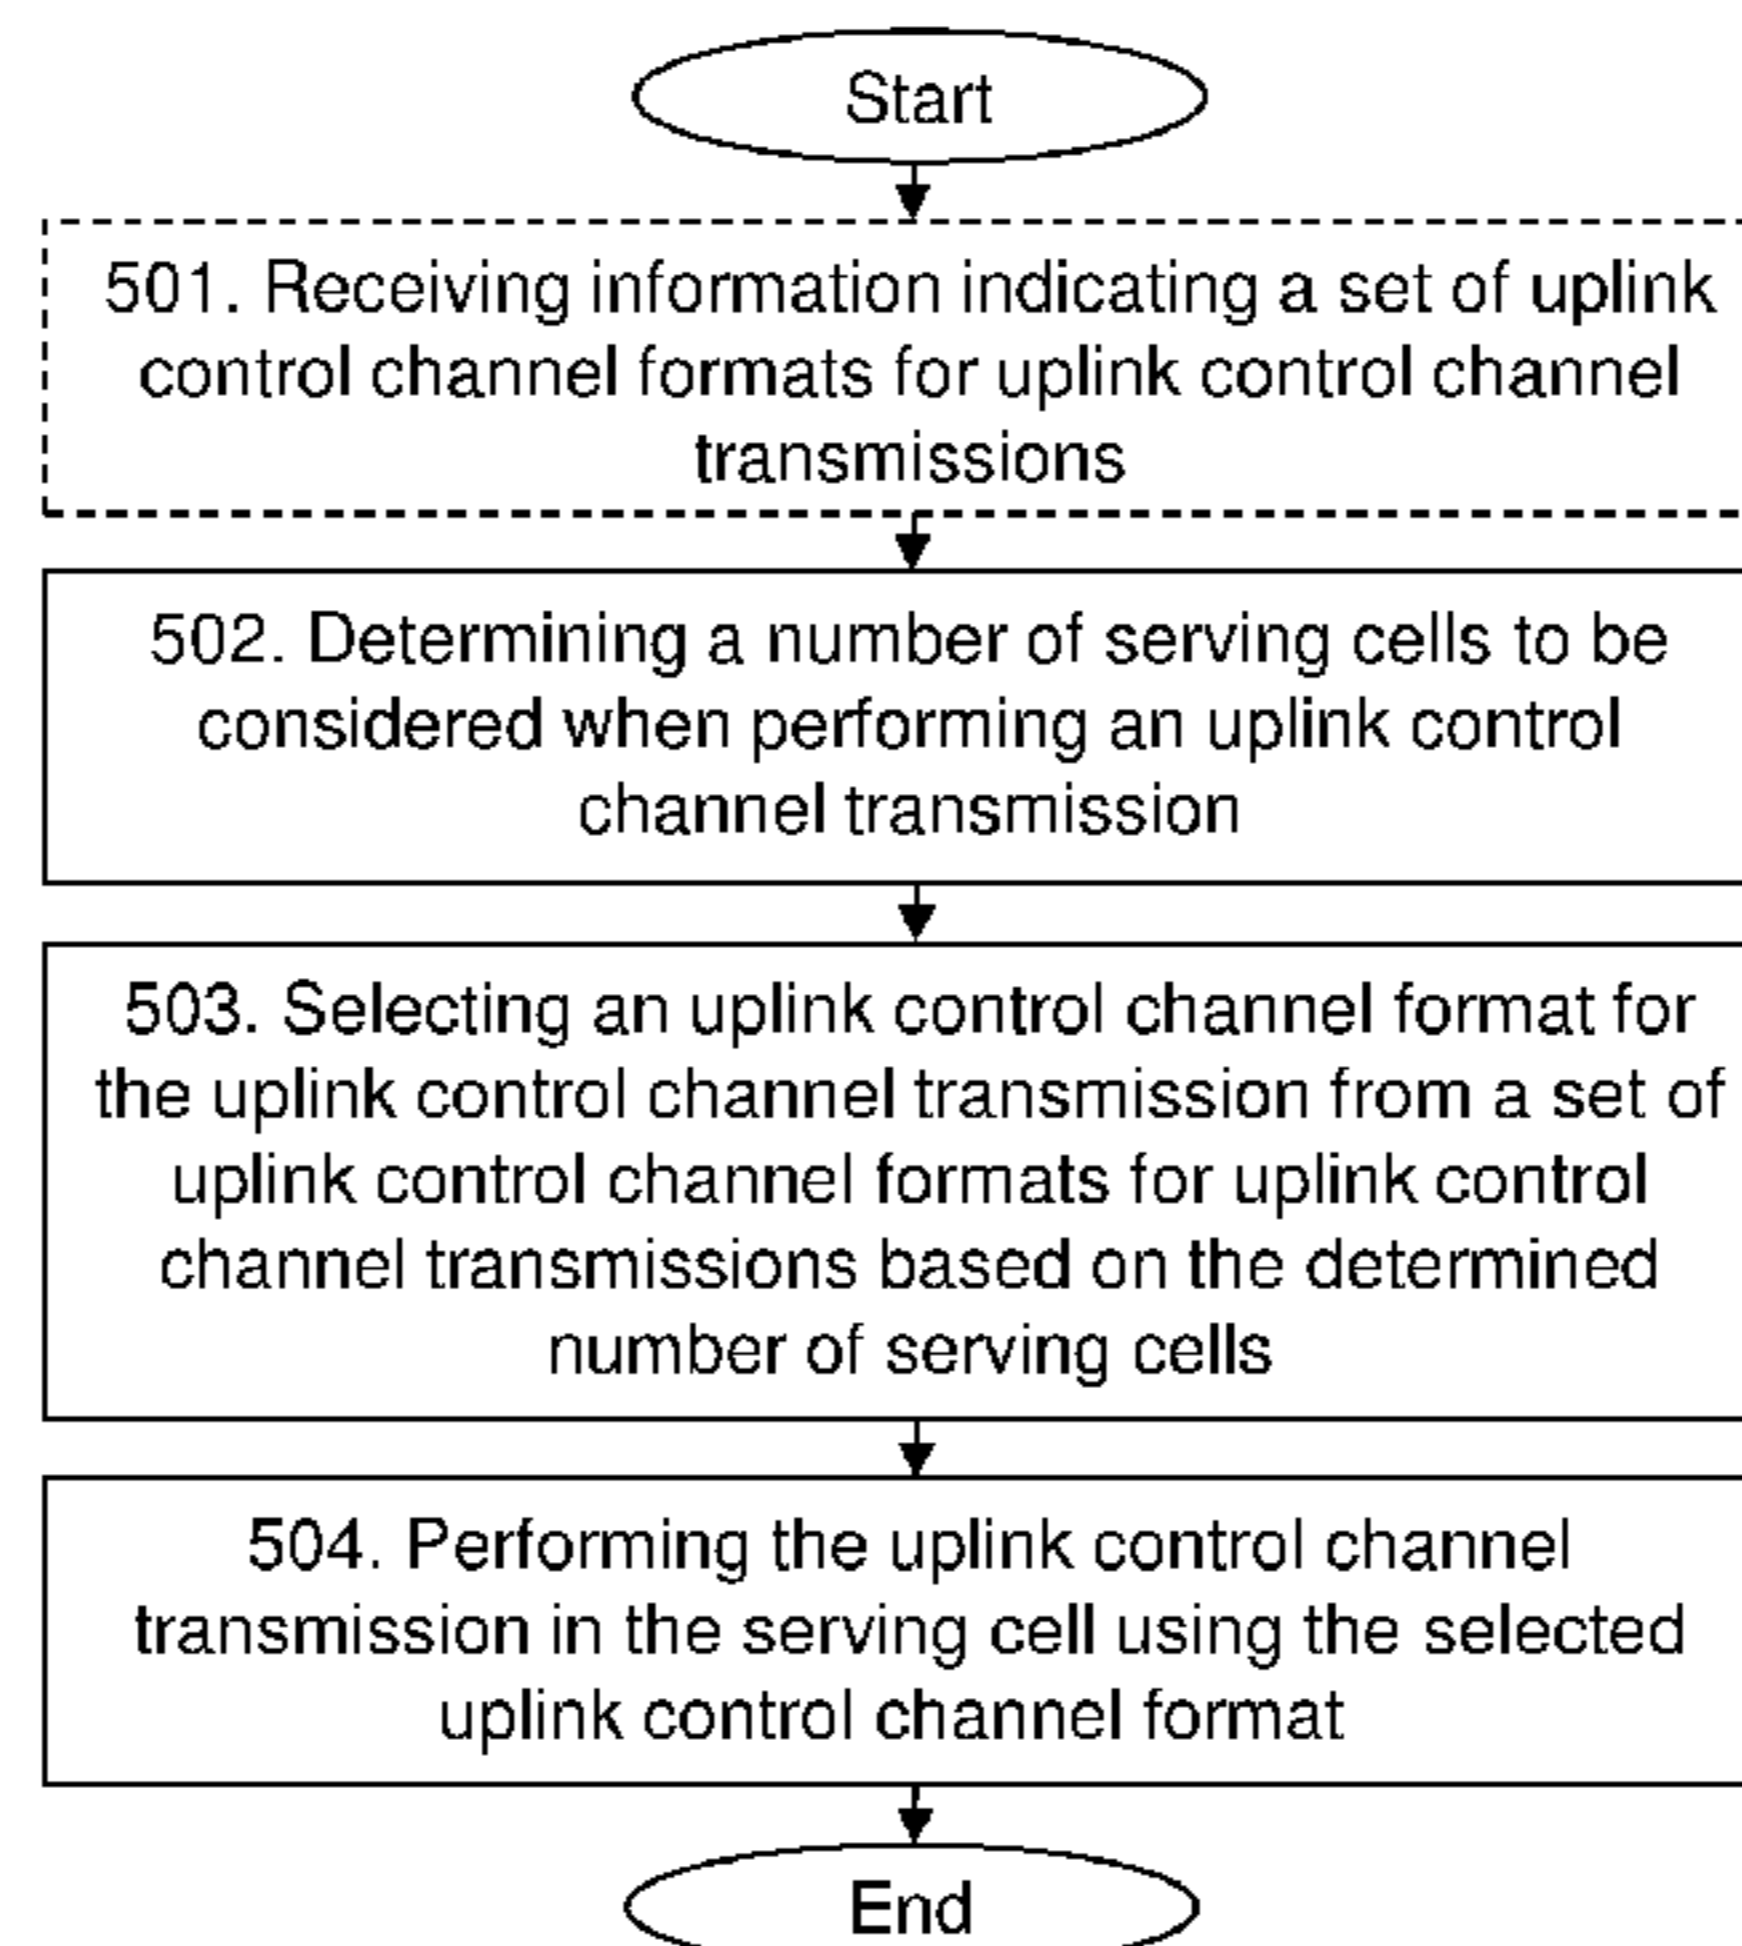 Start
501. Receiving information indicating a set of uplink
control channel formats for uplink control channel
transmissions
502. Determining a number of serving cells to be
considered when performing an uplink control
channel transmission
503. Selecting an uplink control channel format for
the uplink control channel transmission from a set of
uplink control channel formats for uplink control
channel transmissions based on the determined
number of serving cells
504. Performing the uplink control channel
transmission in the serving cell using the selected
uplink control channel format
End